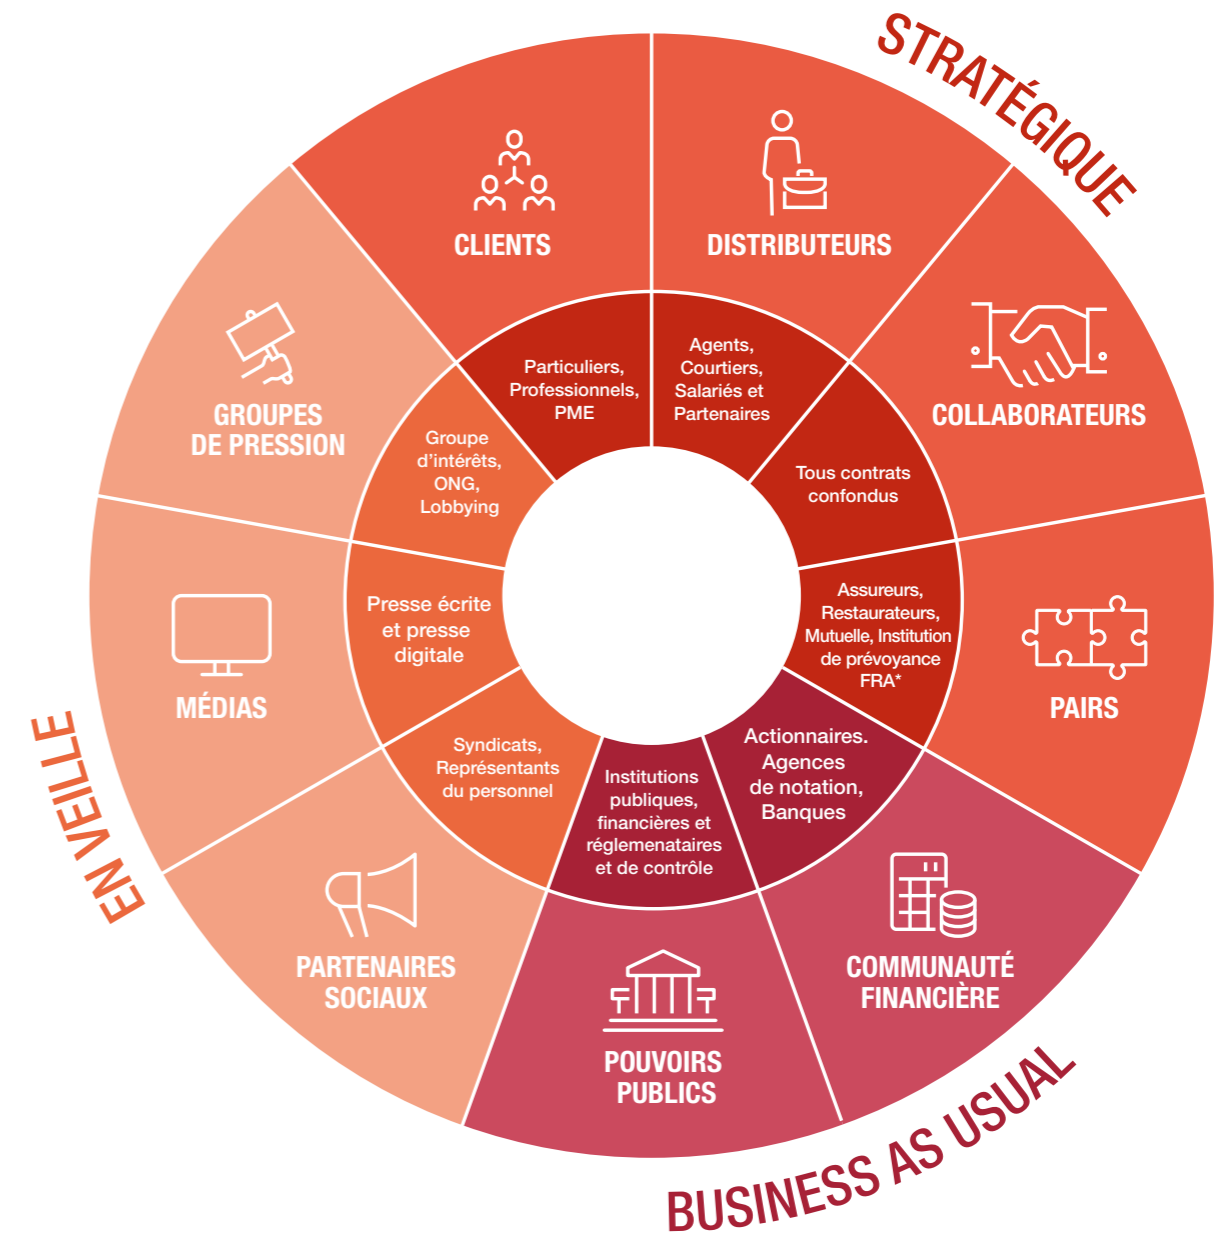 STRATÉGIQUE
CLIENTS
Particuliers,
Professionnels,
PME
DISTRIBUTEURS
Agents,
Courtiers,
Salariés et
Partenaires
COLLABORATEURS
Tous contrats
confondus
PAIRS
Assureurs,
Restaurateurs,
Mutuelle, Institution
de prévoyance
FRA*
BUSINESS AS USUAL
COMMUNAUTÉ
FINANCIÈRE
Actionnaires.
Agences
de notation,
Banques
POUVOIRS
PUBLICS
Institutions
publiques,
financières et
réglemenataires
et de contrôle
EN VEILLE
PARTENAIRES
SOCIAUX
Syndicats,
Représentants
du personnel
MÉDIAS
Presse écrite
et presse
digitale
GROUPES
DE PRESSION
Groupe
d'intérêts,
ONG,
Lobbying